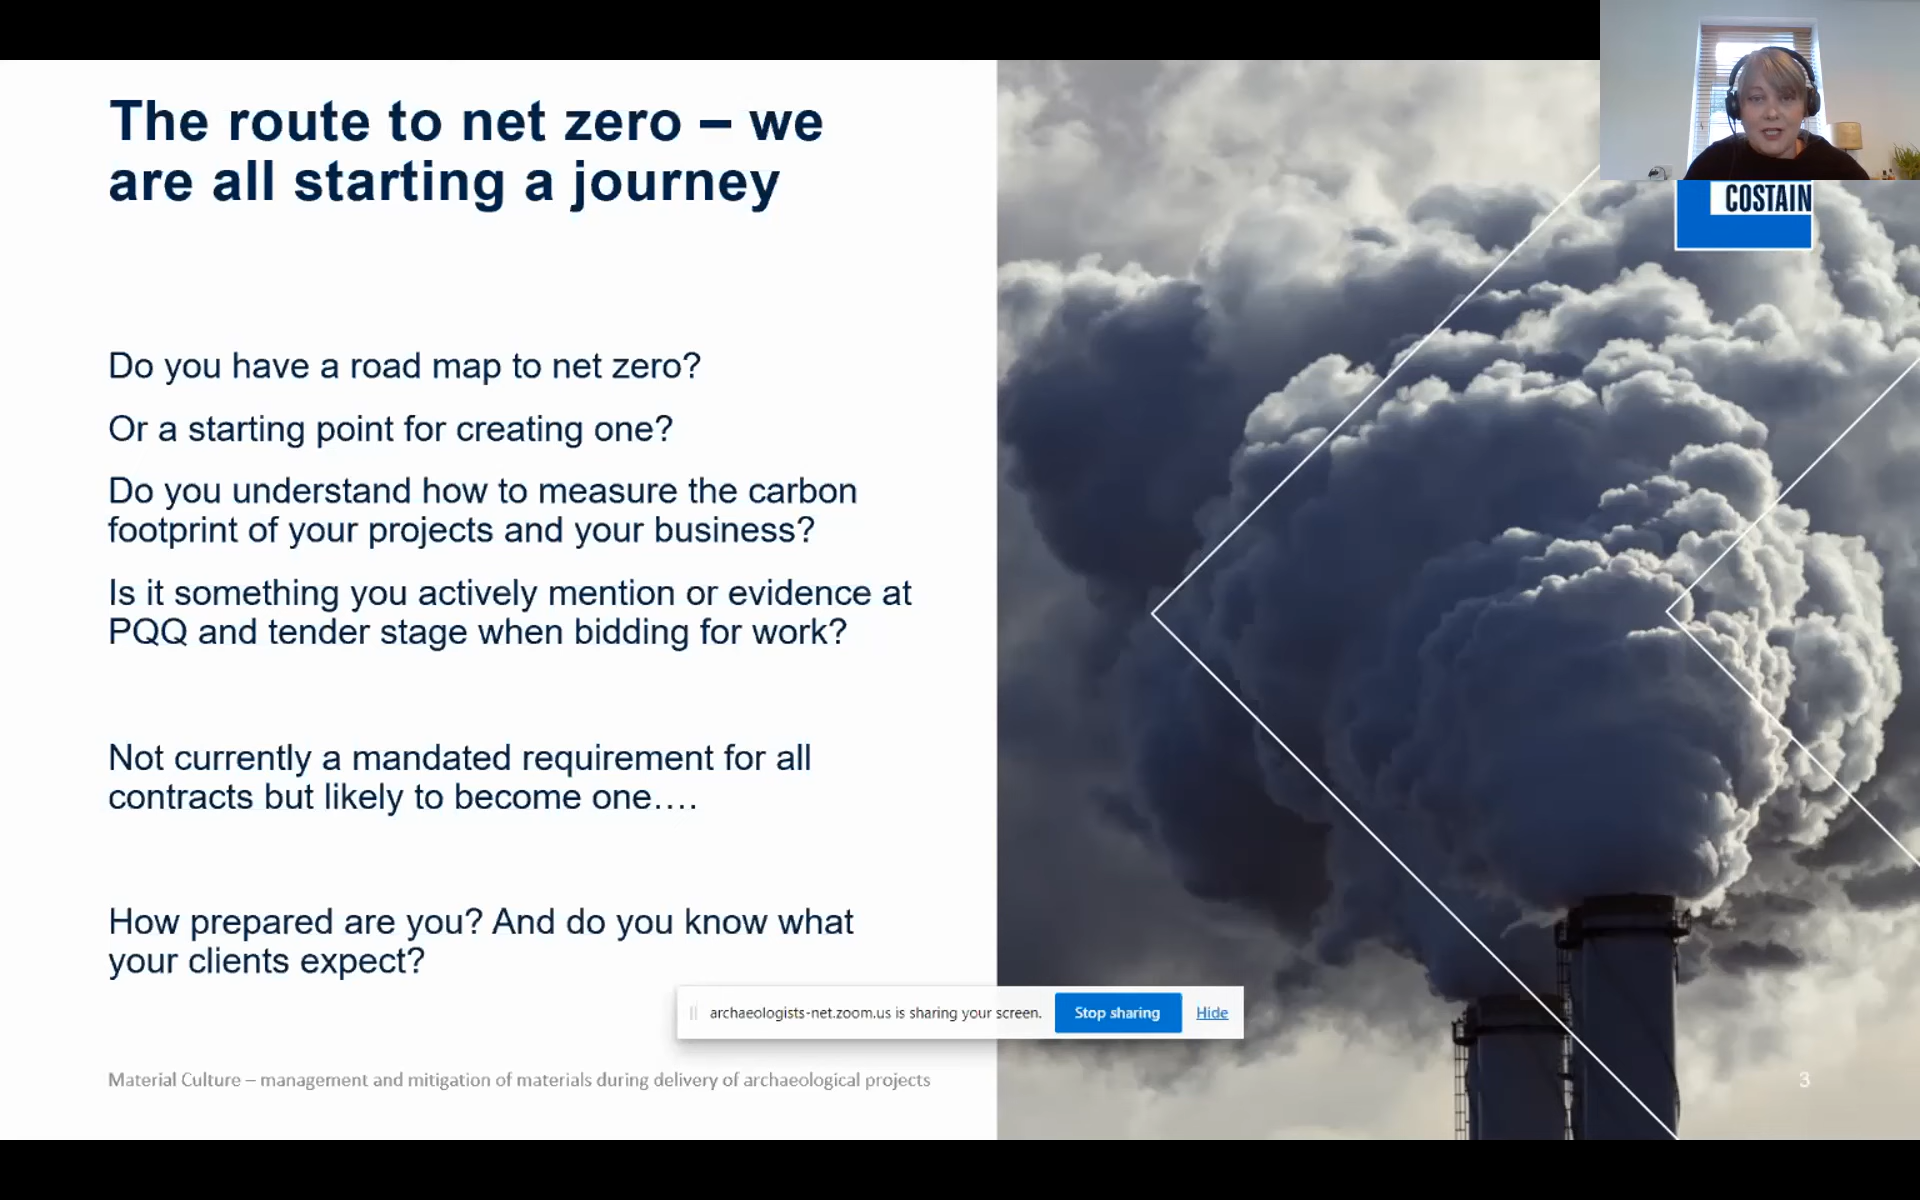 The route to net zero – we
are all starting a journey
COSTAIN
Do you have a road map to net zero?
Or a starting point for creating one?
Do you understand how to measure the carbon
footprint of your projects and your business?
Is it something you actively mention or evidence at
PQQ and tender stage when bidding for work?
Not currently a mandated requirement for all
contracts but likely to become one….
How prepared are you? And do you know what
your clients expect?
archaeologists-net.zoom.us is sharing your screen.
Stop sharing
Hide
Material Culture – management and mitigation of materials during delivery of archaeological projects
3